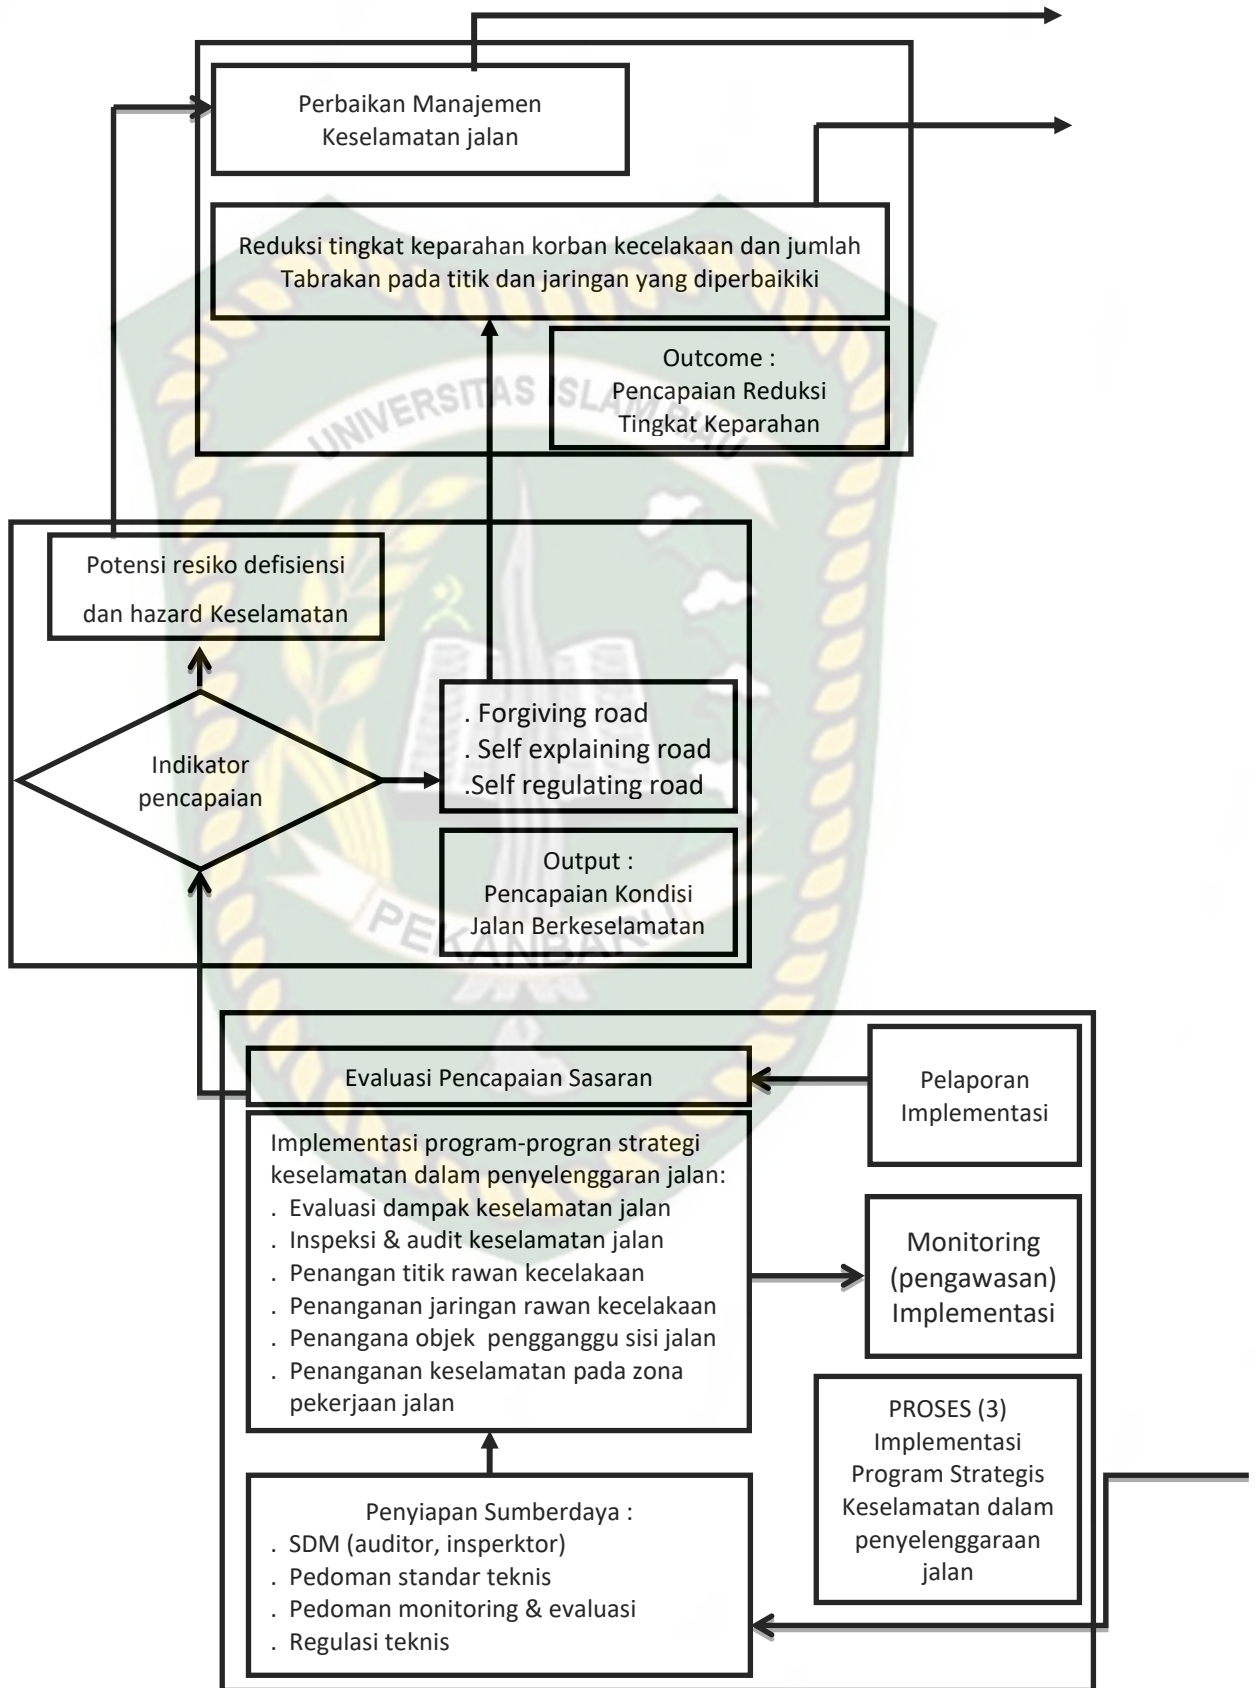 Perbaikan Manajemen
Keselamatan jalan
Reduksi tingkat keparahan korban kecelakaan dan jumlah
Tabrakan pada titik dan jaringan yang diperbaikiki
Outcome :
Pencapaian Reduksi
Tingkat Keparahan
UNIVERSITAS ISLAM RIAU
Potensi resiko defisiensi
dan hazard Keselamatan
. Forgiving road
. Self explaining road
.Self regulating road
Indikator
pencapaian
Output :
Pencapaian Kondisi
Jalan Berkeselamatan
PEKANBARU
Evaluasi Pencapaian Sasaran
Pelaporan
Implementasi
Implementasi program-progran strategi
keselamatan dalam penyelenggaran jalan:
. Evaluasi dampak keselamatan jalan
. Inspeksi & audit keselamatan jalan
. Penangan titik rawan kecelakaan
. Penanganan jaringan rawan kecelakaan
. Penangana objek pengganggu sisi jalan
. Penanganan keselamatan pada zona
pekerjaan jalan
Monitoring
(pengawasan)
Implementasi
PROSES (3)
Implementasi
Program Strategis
Keselamatan dalam
penyelenggaraan
jalan
Penyiapan Sumberdaya :
. SDM (auditor, insperktor)
. Pedoman standar teknis
. Pedoman monitoring & evaluasi
. Regulasi teknis